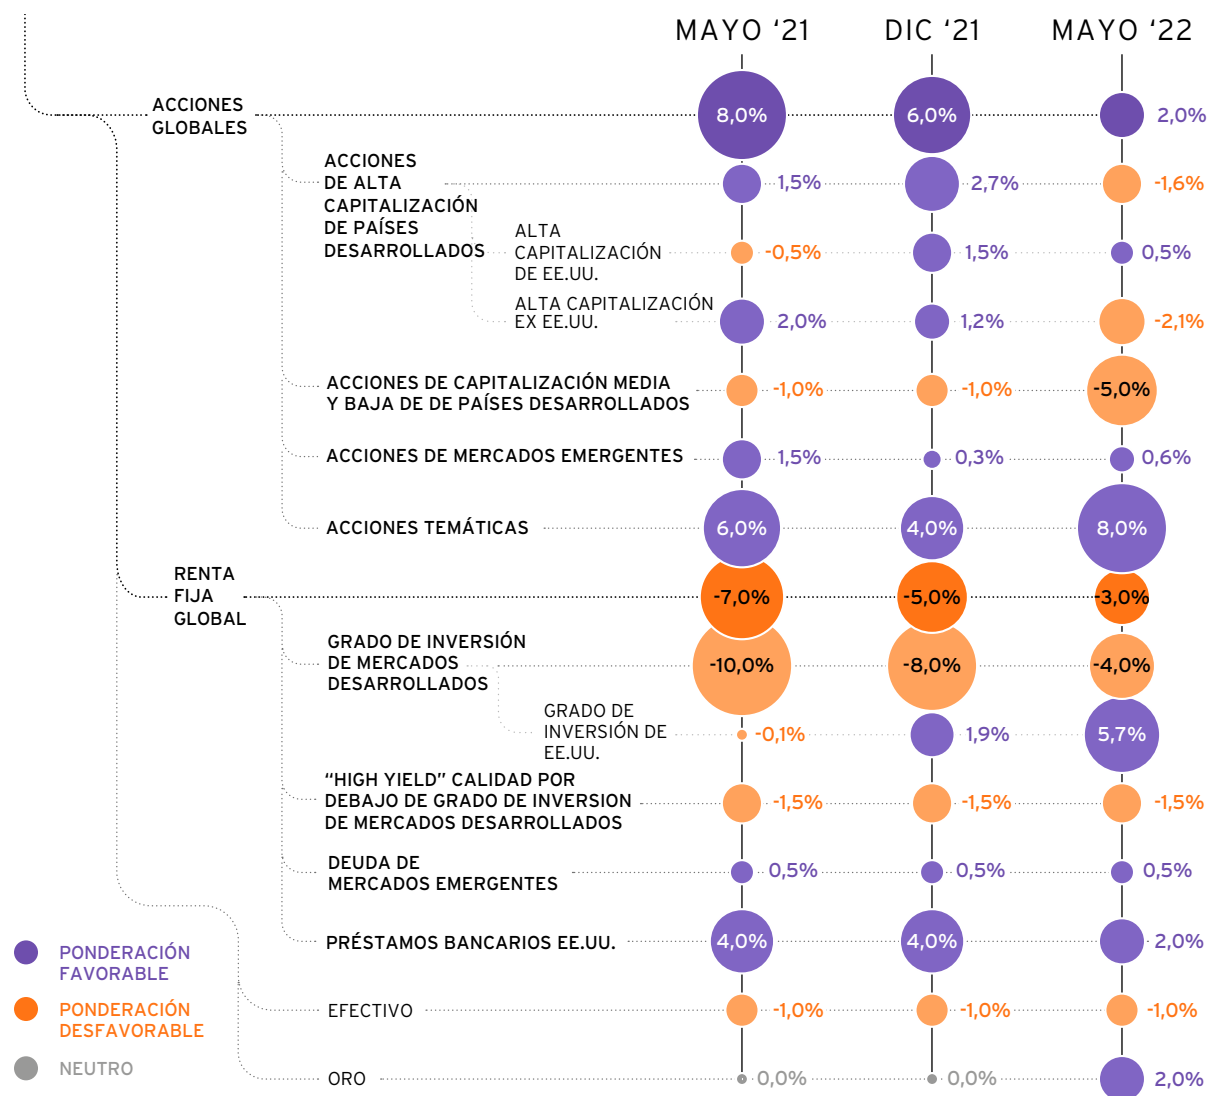 MAYO ‘21 DIC ‘21 MAYO ‘22
ACCIONES
GLOBALES
8,0% 6,0% 2,0%
ACCIONES
DE ALTA
CAPITALIZACIÓN
DE PAÍSES
DESARROLLADOS
1,5% 2,7% -1,6%
ALTA
CAPITALIZACIÓN
DE EE.UU.
-0,5% 1,5% 0,5%
ALTA CAPITALIZACIÓN
EX EE.UU.
2,0% 1,2% -2,1%
ACCIONES DE CAPITALIZACIÓN MEDIA
Y BAJA DE DE PAÍSES DESARROLLADOS
-1,0% -1,0% -5,0%
ACCIONES DE MERCADOS EMERGENTES 1,5% 0,3% 0,6%
ACCIONES TEMÁTICAS 6,0% 4,0% 8,0%
RENTA
FIJA
GLOBAL
-7,0% -5,0% -3,0%
GRADO DE INVERSIÓN
DE MERCADOS
DESARROLLADOS
-10,0% -8,0% -4,0%
GRADO DE
INVERSIÓN DE
EE.UU.
-0,1% 1,9% 5,7%
“HIGH YIELD” CALIDAD POR
DEBAJO DE GRADO DE INVERSION
DE MERCADOS DESARROLLADOS
-1,5% -1,5% -1,5%
DEUDA DE
MERCADOS EMERGENTES
0,5% 0,5% 0,5%
PRÉSTAMOS BANCARIOS EE.UU. 4,0% 4,0% 2,0%
EFECTIVO -1,0% -1,0% -1,0%
ORO 0,0% 0,0% 2,0%
PONDERACIÓN
FAVORABLE
PONDERACIÓN
DESFAVORABLE
NEUTRO